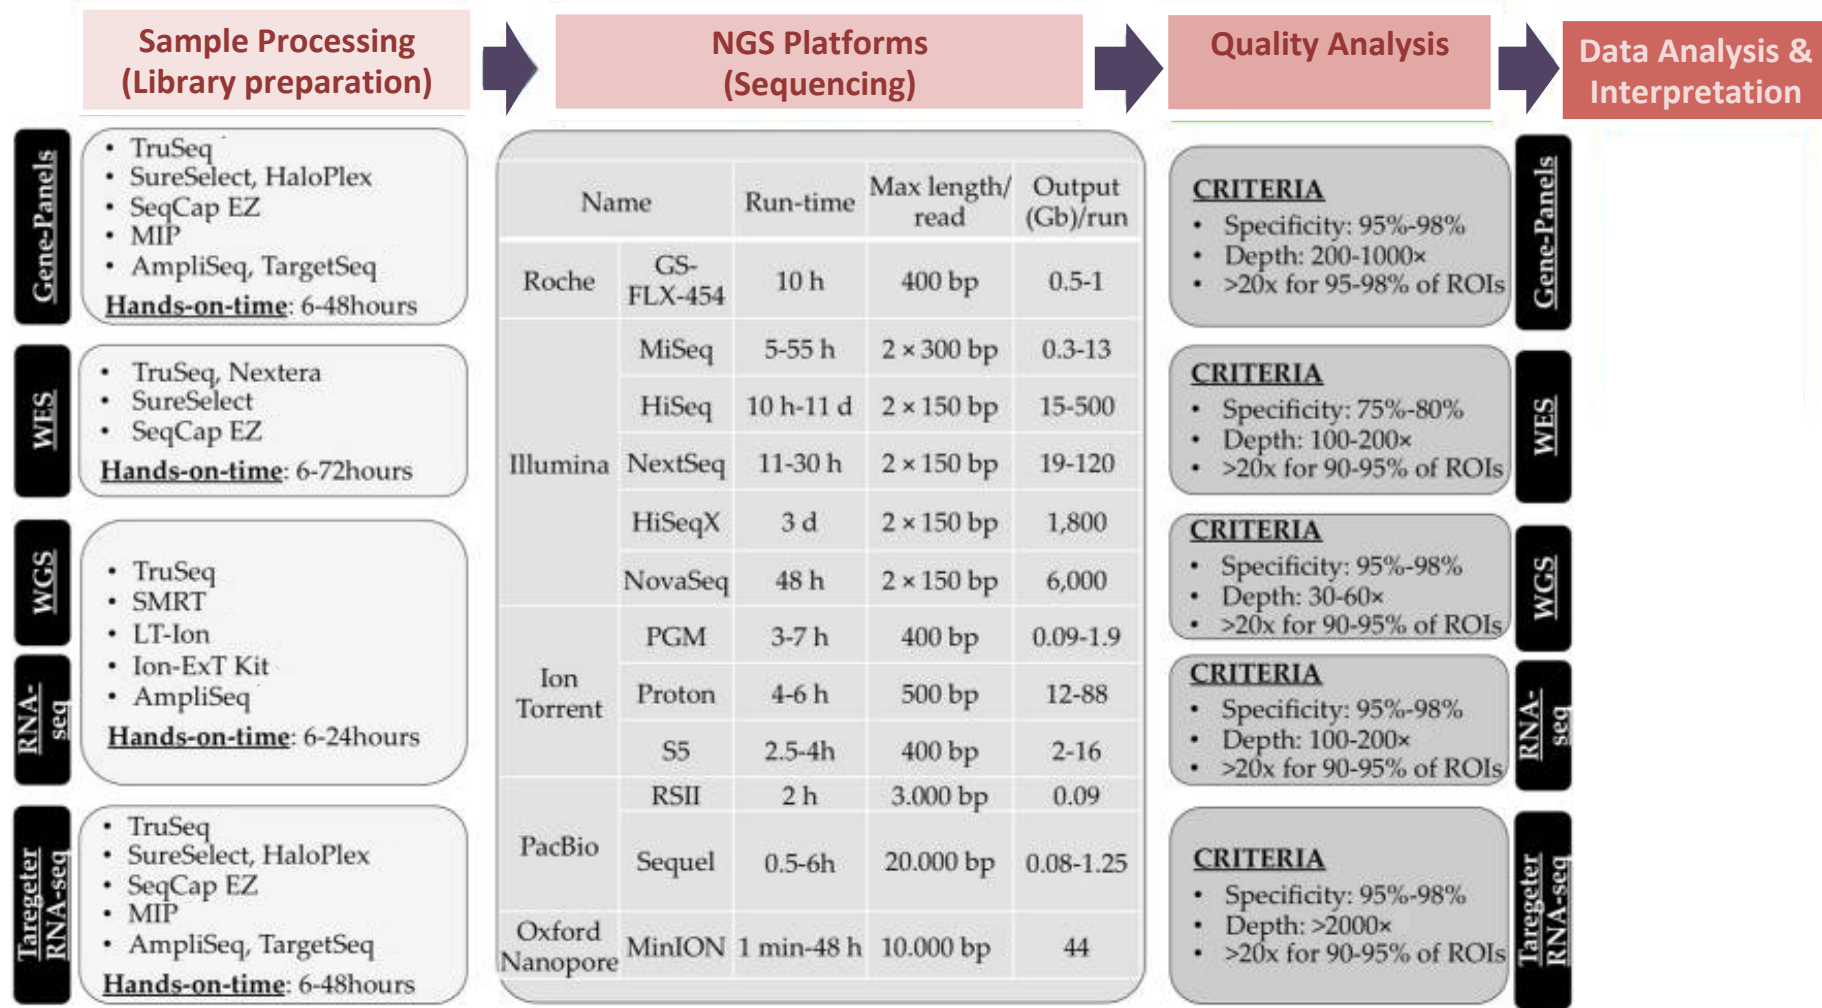 Sample Processing
(Library preparation)
NGS Platforms
(Sequencing)
Quality Analysis
Data Analysis &
Interpretation
Gene-Panels
• TruSeq
• SureSelect, HaloPlex
• SeqCap EZ
• MIP
• AmpliSeq, TargetSeq
Hands-on-time: 6-48hours
WES
• TruSeq, Nextera
• SureSelect
• SeqCap EZ
Hands-on-time: 6-72hours
WGS
RNA-
seq
• TruSeq
• SMRT
• LT-Ion
• Ion-ExT Kit
• AmpliSeq
Hands-on-time: 6-24hours
Taregeter
RNA-seq
• TruSeq
• SureSelect, HaloPlex
• SeqCap EZ
• MIP
• AmpliSeq, TargetSeq
Hands-on-time: 6-48hours
Name Run-time Max length/ read Output (Gb)/run
Roche GS-FLX-454 10 h 400 bp 0.5-1
Illumina
MiSeq 5-55 h 2 × 300 bp 0.3-13
HiSeq 10 h-11 d 2 × 150 bp 15-500
NextSeq 11-30 h 2 × 150 bp 19-120
HiSeqX 3 d 2 × 150 bp 1,800
NovaSeq 48 h 2 × 150 bp 6,000
Ion
Torrent
PGM 3-7 h 400 bp 0.09-1.9
Proton 4-6 h 500 bp 12-88
S5 2.5-4h 400 bp 2-16
PacBio
RSII 2 h 3.000 bp 0.09
Sequel 0.5-6h 20.000 bp 0.08-1.25
Oxford
Nanopore
MinION 1 min-48 h 10.000 bp 44
CRITERIA
• Specificity: 95%-98%
• Depth: 200-1000×
• >20x for 95-98% of ROIs
Gene-Panels
CRITERIA
• Specificity: 75%-80%
• Depth: 100-200×
• >20x for 90-95% of ROIs
WES
CRITERIA
• Specificity: 95%-98%
• Depth: 30-60×
• >20x for 90-95% of ROIs
WGS
CRITERIA
• Specificity: 95%-98%
• Depth: 100-200×
• >20x for 90-95% of ROIs
RNA-
seq
CRITERIA
• Specificity: 95%-98%
• Depth: >2000×
• >20x for 90-95% of ROIs
Taregeter
RNA-seq